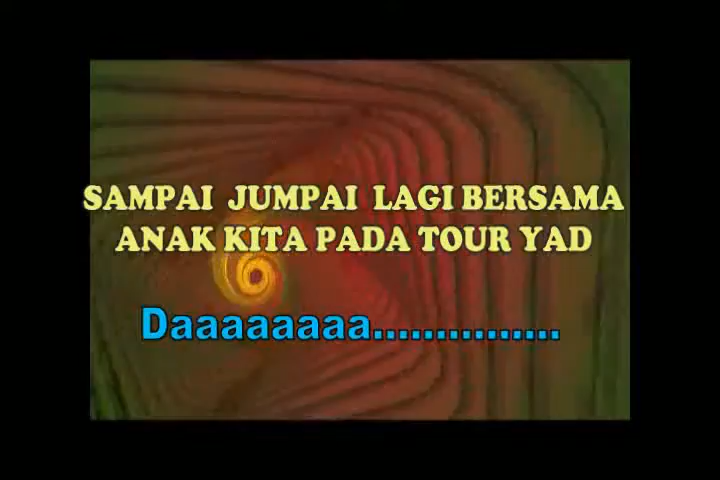 SAMPAI JUMPAI LAGI BERSAMA
ANAK KITA PADA TOUR YAD
Daaaaaaaa...............